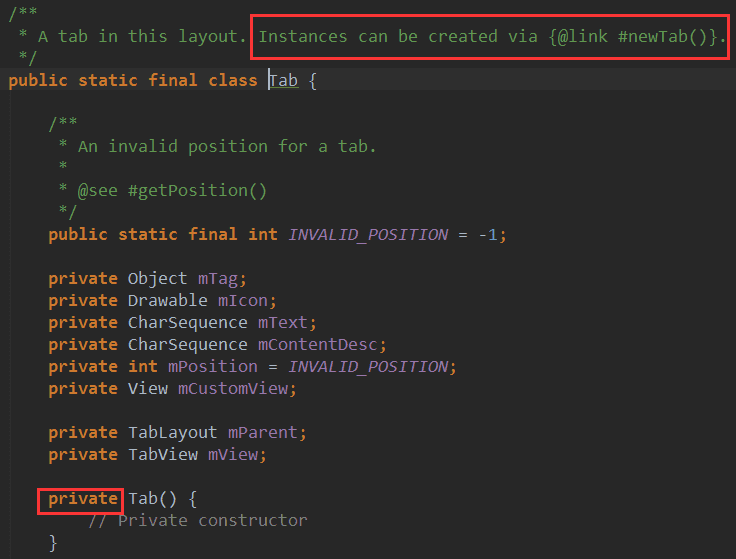 /**
 * A tab in this layout. Instances can be created via {@link #newTab()}.
 */
public static final class Tab {
/**
 * An invalid position for a tab.
 *
 * @see #getPosition()
 */
public static final int INVALID_POSITION = -1;
private Object mTag;
private Drawable mIcon;
private CharSequence mText;
private CharSequence mContentDesc;
private int mPosition = INVALID_POSITION;
private View mCustomView;
private TabLayout mParent;
private TabView mView;
private Tab() {
// Private constructor
}